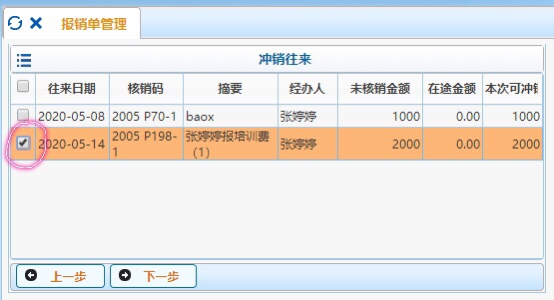 报销单管理
冲销往来
往来日期 核销码 摘要 经办人 未核销金额 在途金额 本次可冲销
2020-05-08 2005 P70-1 baox 张婷婷 1000 0.00 1000
2020-05-14 2005 P198-1 张婷婷报培训费（1） 张婷婷 2000 0.00 2000
上一步 下一步